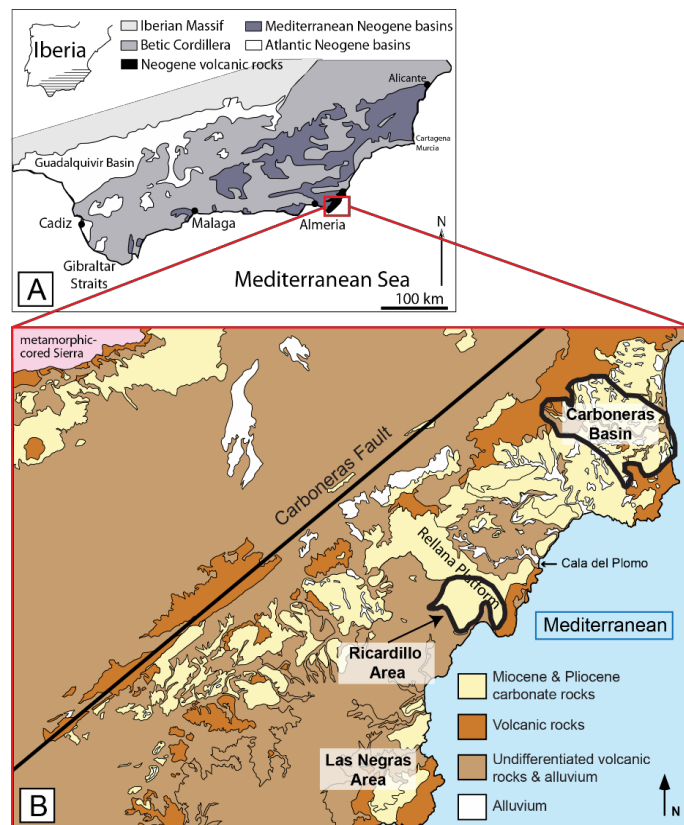 Iberia
Iberian Massif
Betic Cordillera
Neogene volcanic rocks
Mediterranean Neogene basins
Atlantic Neogene basins
Alicante
Cartagena
Murcia
Guadalquivir Basin
Cadiz
Malaga
Almeria
N
Gibraltar
Straits
Mediterranean Sea
100 km
A
metamorphic-
cored Sierra
Carboneras
Basin
Carboneras Fault
Rellana Platform
Cala del Plomo
Mediterranean
Ricardillo
Area
Miocene & Pliocene
carbonate rocks
Volcanic rocks
Las Negras
Area
Undifferentiated volcanic
rocks & alluvium
Alluvium
B
N